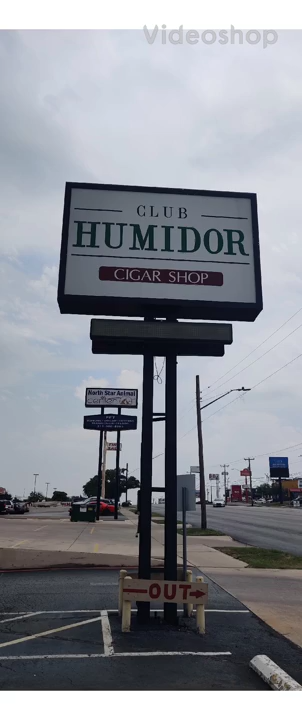 Videoshop
CLUB
HUMIDOR
CIGAR SHOP
North Star Animal
OUT